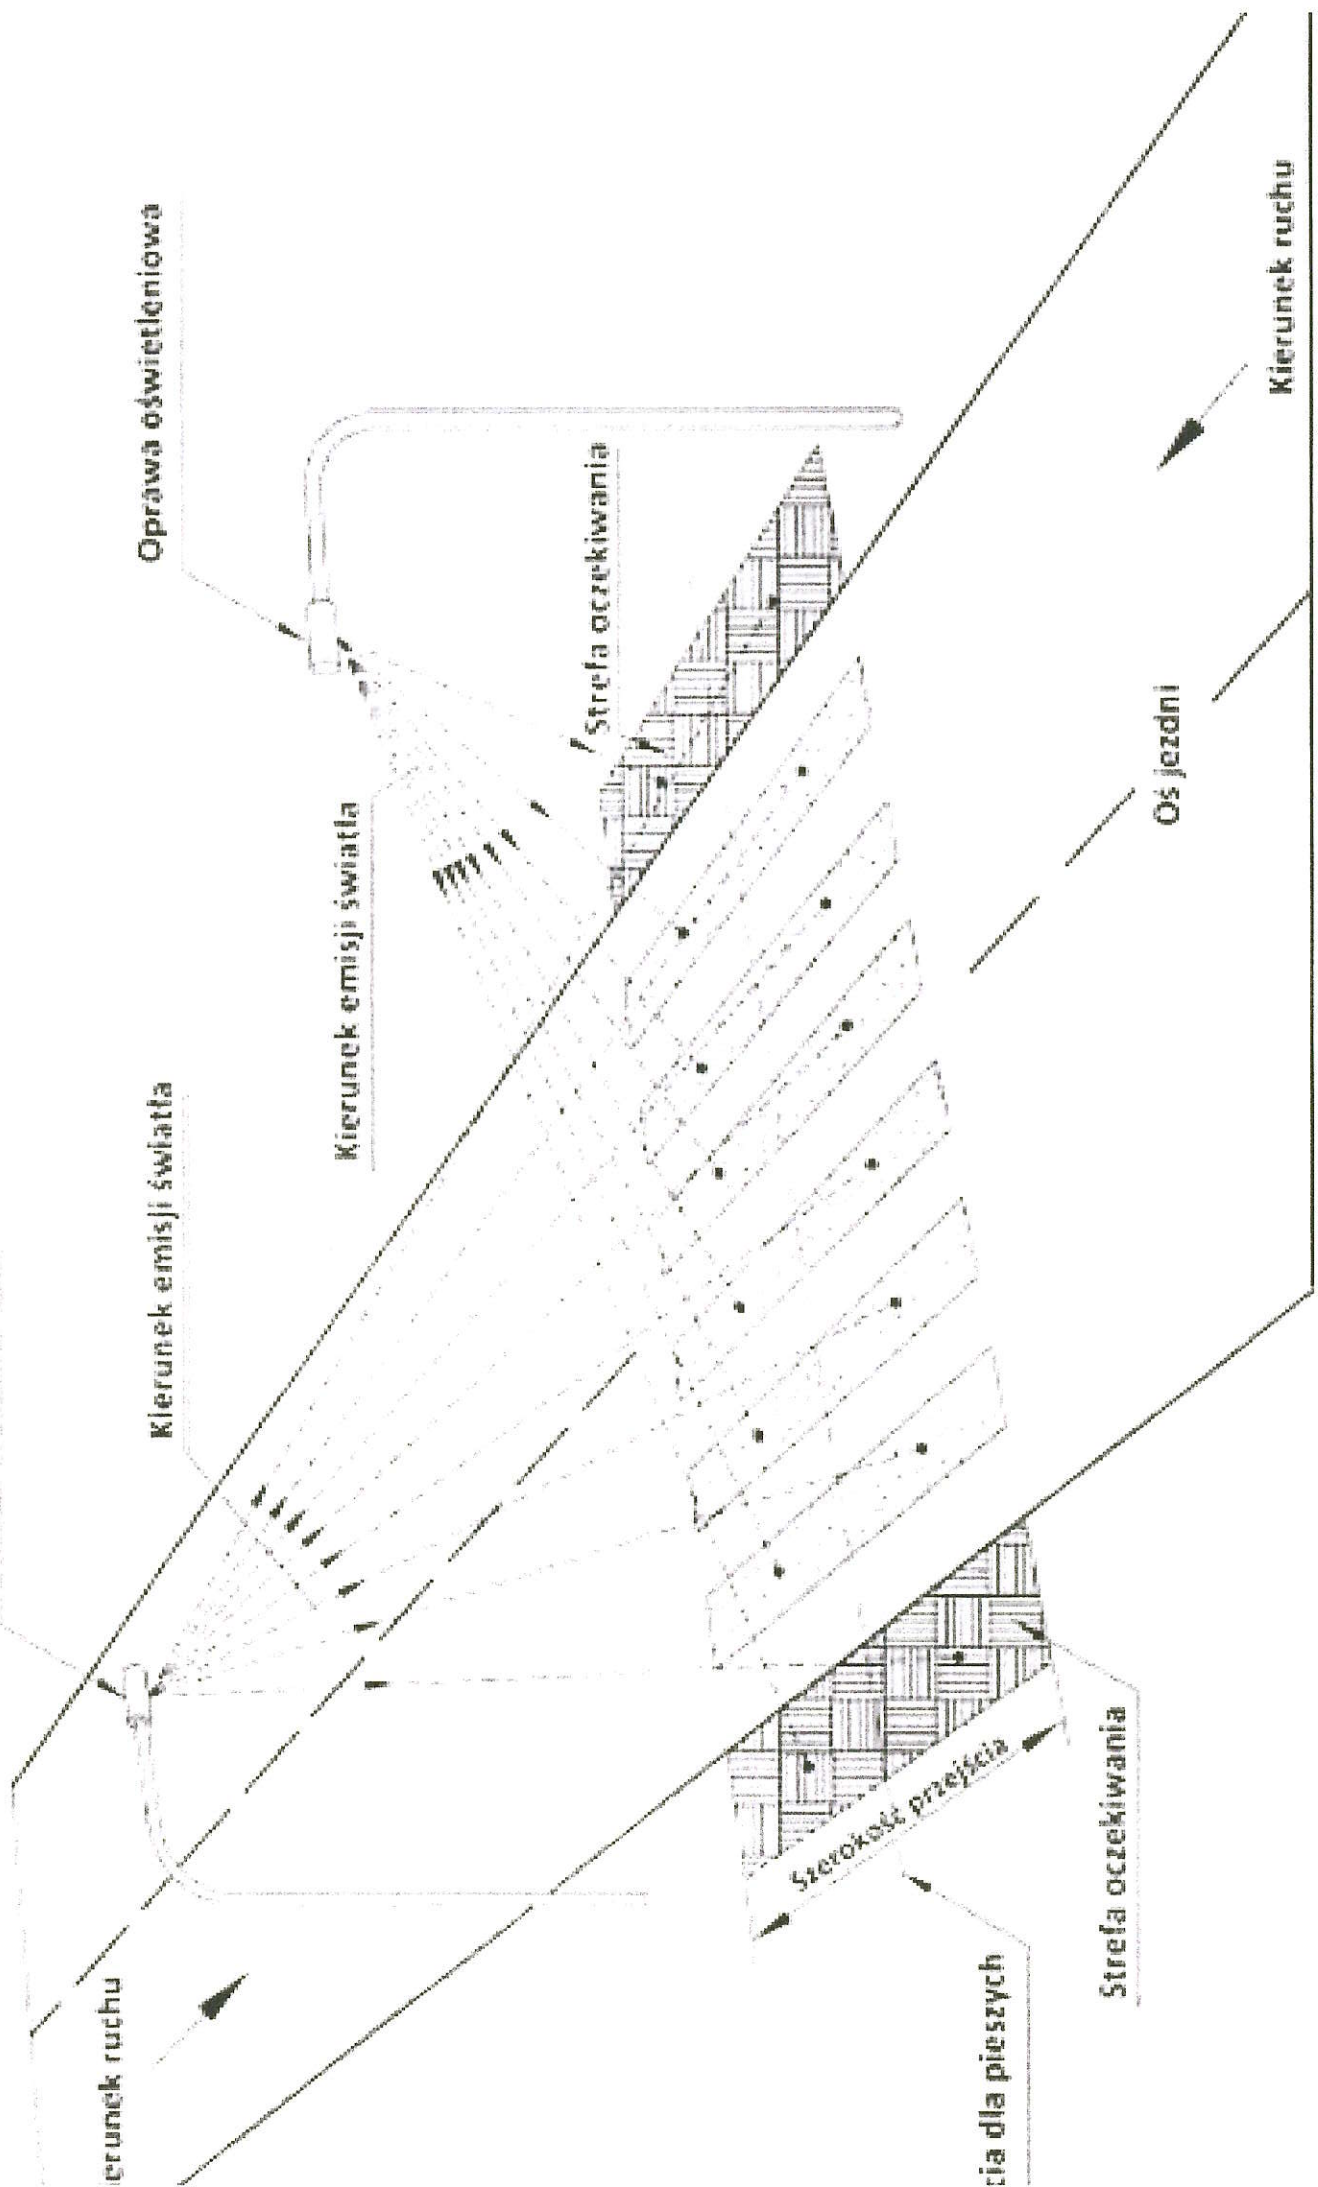 Oprawa oświetleniowa
Kierunek emisji światła
Kierunek emisji światła
Strefa oczekiwania
Kierunek ruchu
Oś jezdni
erunek ruchu
Szerokość przejścia
cia dla pieszych
Strefa oczekiwania